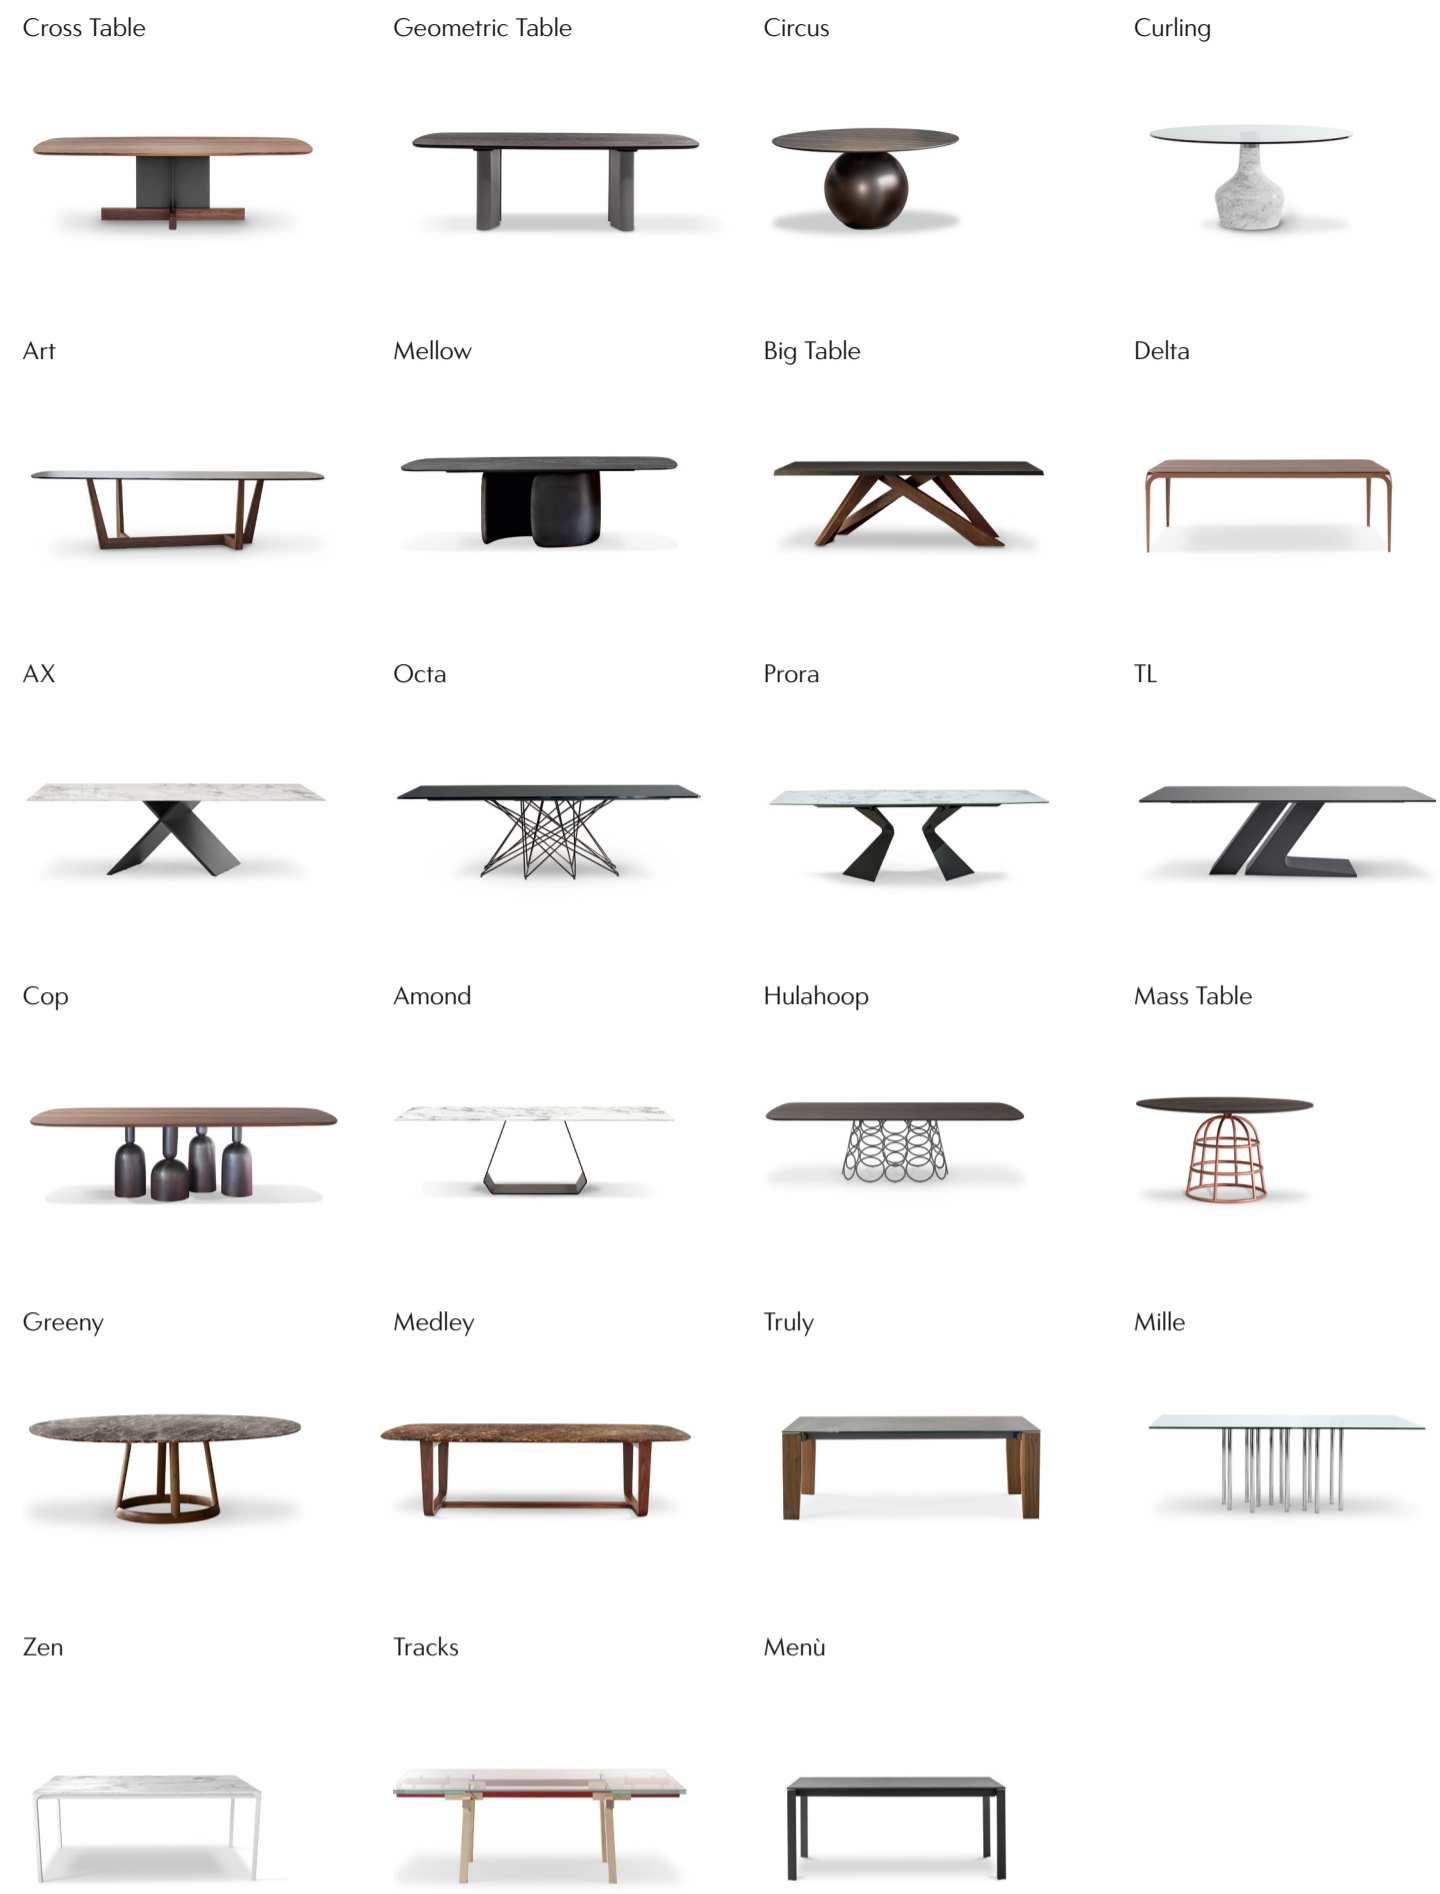 Cross Table
Geometric Table
Circus
Curling
Art
Mellow
Big Table
Delta
AX
Octa
Prora
TL
Cop
Amond
Hulahoop
Mass Table
Greeny
Medley
Truly
Mille
Zen
Tracks
Menù